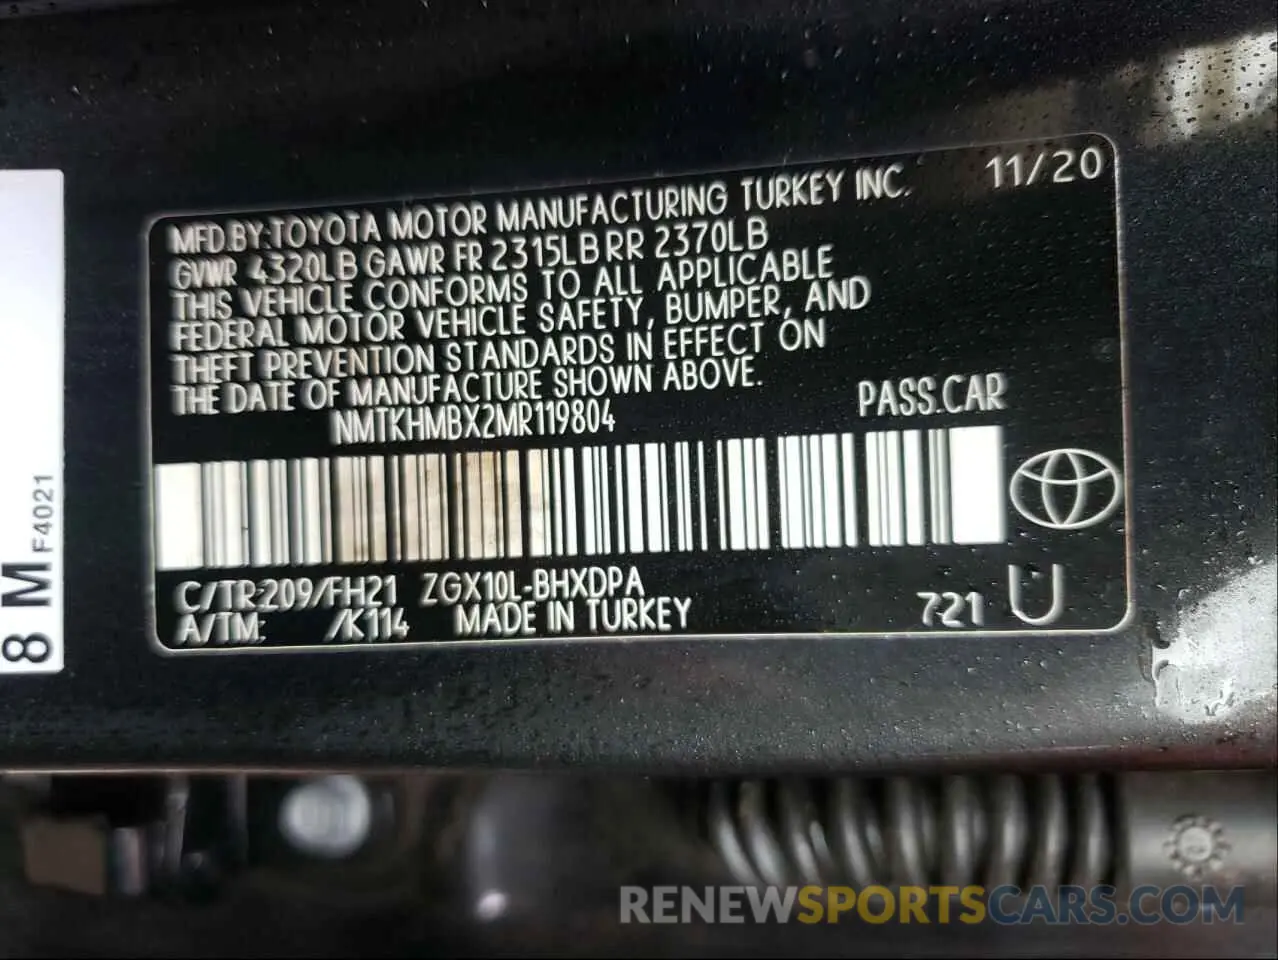 MFD.BY:TOYOTA MOTOR MANUFACTURING TURKEY INC. 11/20
GVWR 4320LB GAWR FR 2315LB RR 2370LB
THIS VEHICLE CONFORMS TO ALL APPLICABLE
FEDERAL MOTOR VEHICLE SAFETY, BUMPER, AND
THEFT PREVENTION STANDARDS IN EFFECT ON
THE DATE OF MANUFACTURE SHOWN ABOVE.
NMTKHMBX2MR119804 PASS.CAR
C/TR:209/FH21 ZGX10L-BHXDPA
A/TM: /K114 MADE IN TURKEY 721 U
8 M F4021
RENEWSPORTSCARS.COM